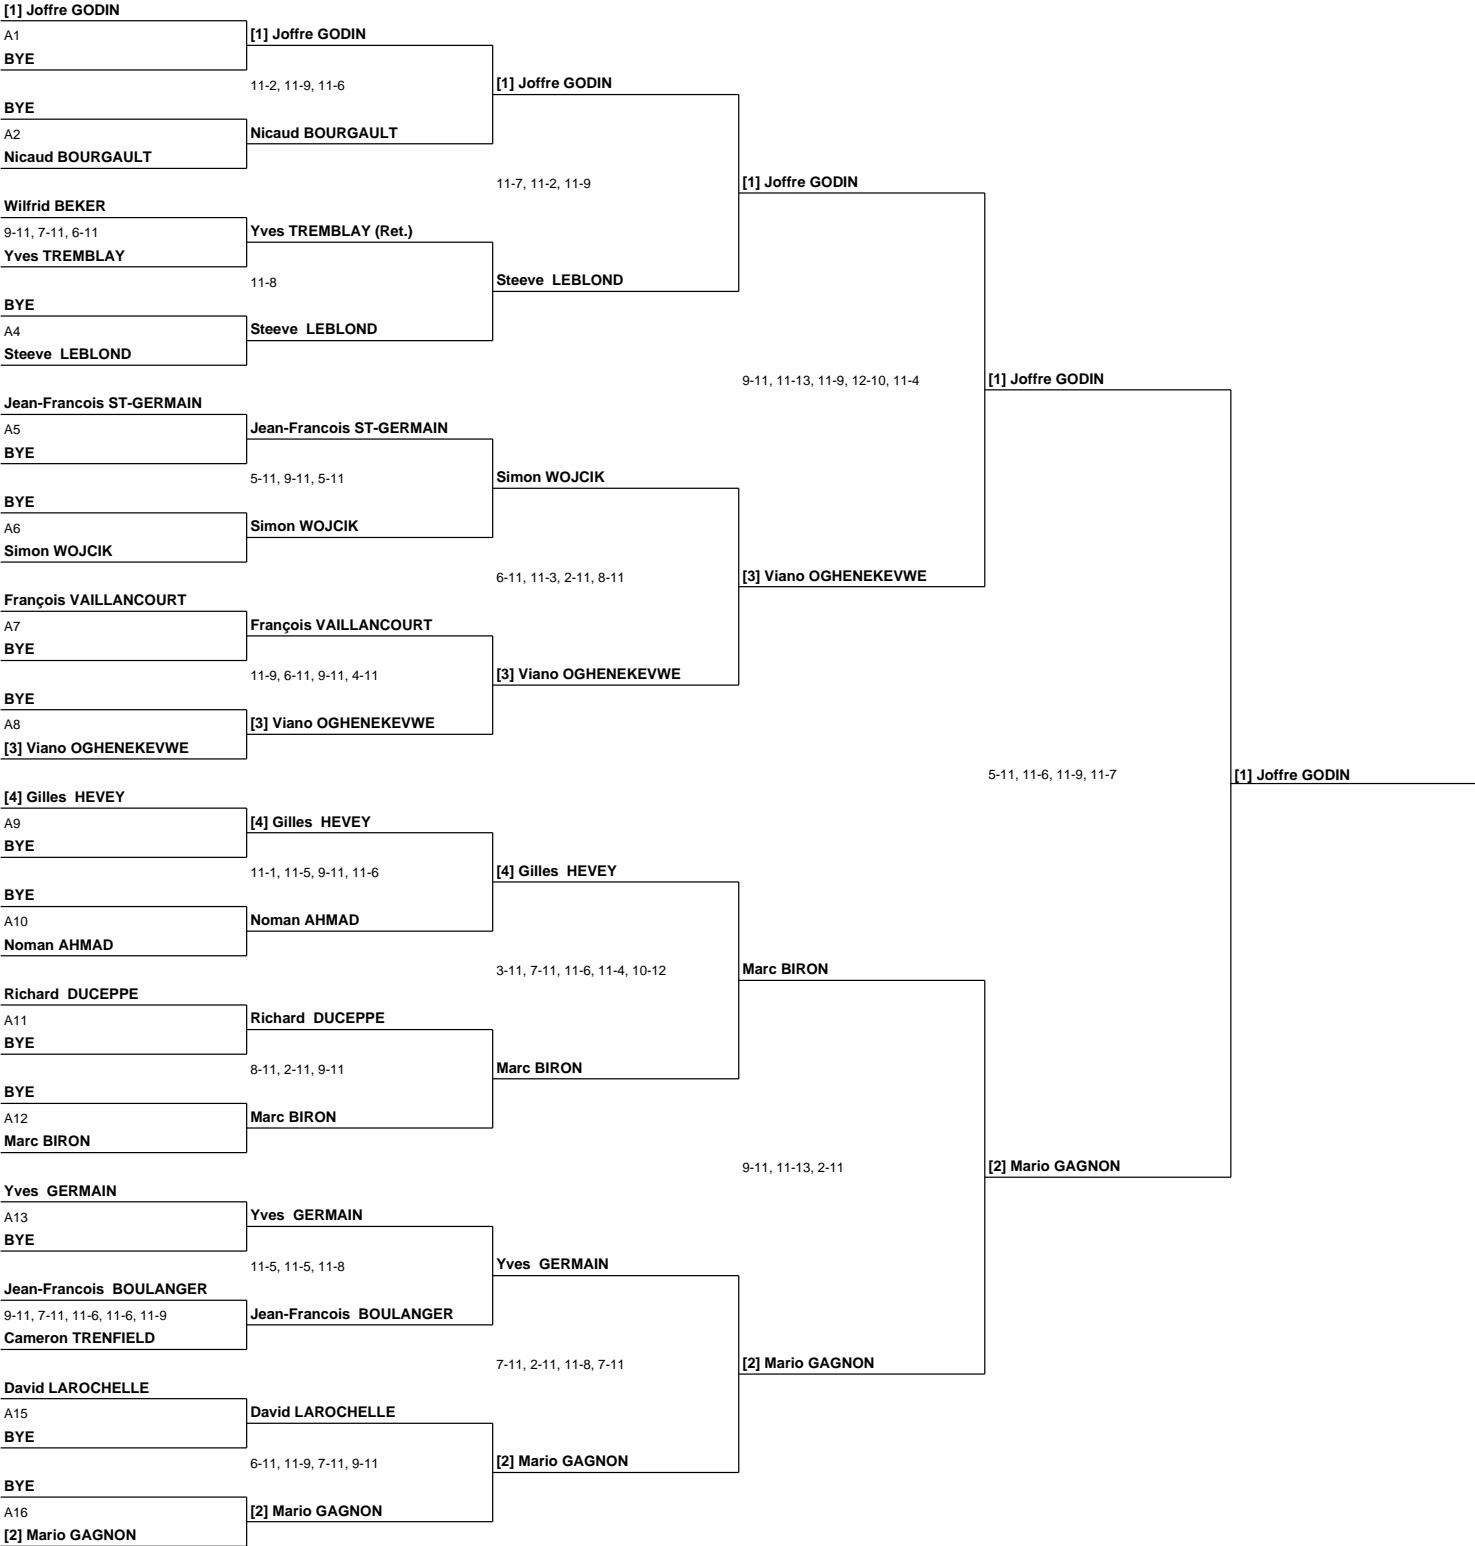 [1] Joffre GODIN
A1
BYE
BYE
A2
Nicaud BOURGAULT
Wilfrid BEKER
9-11, 7-11, 6-11
Yves TREMBLAY
BYE
A4
Steeve  LEBLOND
Jean-Francois ST-GERMAIN
A5
BYE
BYE
A6
Simon WOJCIK
François VAILLANCOURT
A7
BYE
BYE
A8
[3] Viano OGHENEKEVWE
[4] Gilles  HEVEY
A9
BYE
BYE
A10
Noman AHMAD
Richard  DUCEPPE
A11
BYE
BYE
A12
Marc BIRON
Yves  GERMAIN
A13
BYE
Jean-Francois  BOULANGER
9-11, 7-11, 11-6, 11-6, 11-9
Cameron TRENFIELD
David LAROCHELLE
A15
BYE
BYE
A16
[2] Mario GAGNON
[1] Joffre GODIN
11-2, 11-9, 11-6
Nicaud BOURGAULT
Yves TREMBLAY (Ret.)
11-8
Steeve  LEBLOND
Jean-Francois ST-GERMAIN
5-11, 9-11, 5-11
Simon WOJCIK
François VAILLANCOURT
11-9, 6-11, 9-11, 4-11
[3] Viano OGHENEKEVWE
[4] Gilles  HEVEY
11-1, 11-5, 9-11, 11-6
Noman AHMAD
Richard  DUCEPPE
8-11, 2-11, 9-11
Marc BIRON
Yves  GERMAIN
11-5, 11-5, 11-8
Jean-Francois  BOULANGER
David LAROCHELLE
6-11, 11-9, 7-11, 9-11
[2] Mario GAGNON
[1] Joffre GODIN
11-7, 11-2, 11-9
Steeve  LEBLOND
Simon WOJCIK
6-11, 11-3, 2-11, 8-11
[3] Viano OGHENEKEVWE
[4] Gilles  HEVEY
3-11, 7-11, 11-6, 11-4, 10-12
Marc BIRON
Yves  GERMAIN
7-11, 2-11, 11-8, 7-11
[2] Mario GAGNON
[1] Joffre GODIN
9-11, 11-13, 11-9, 12-10, 11-4
[3] Viano OGHENEKEVWE
Marc BIRON
9-11, 11-13, 2-11
[2] Mario GAGNON
[1] Joffre GODIN
5-11, 11-6, 11-9, 11-7
[2] Mario GAGNON
[1] Joffre GODIN